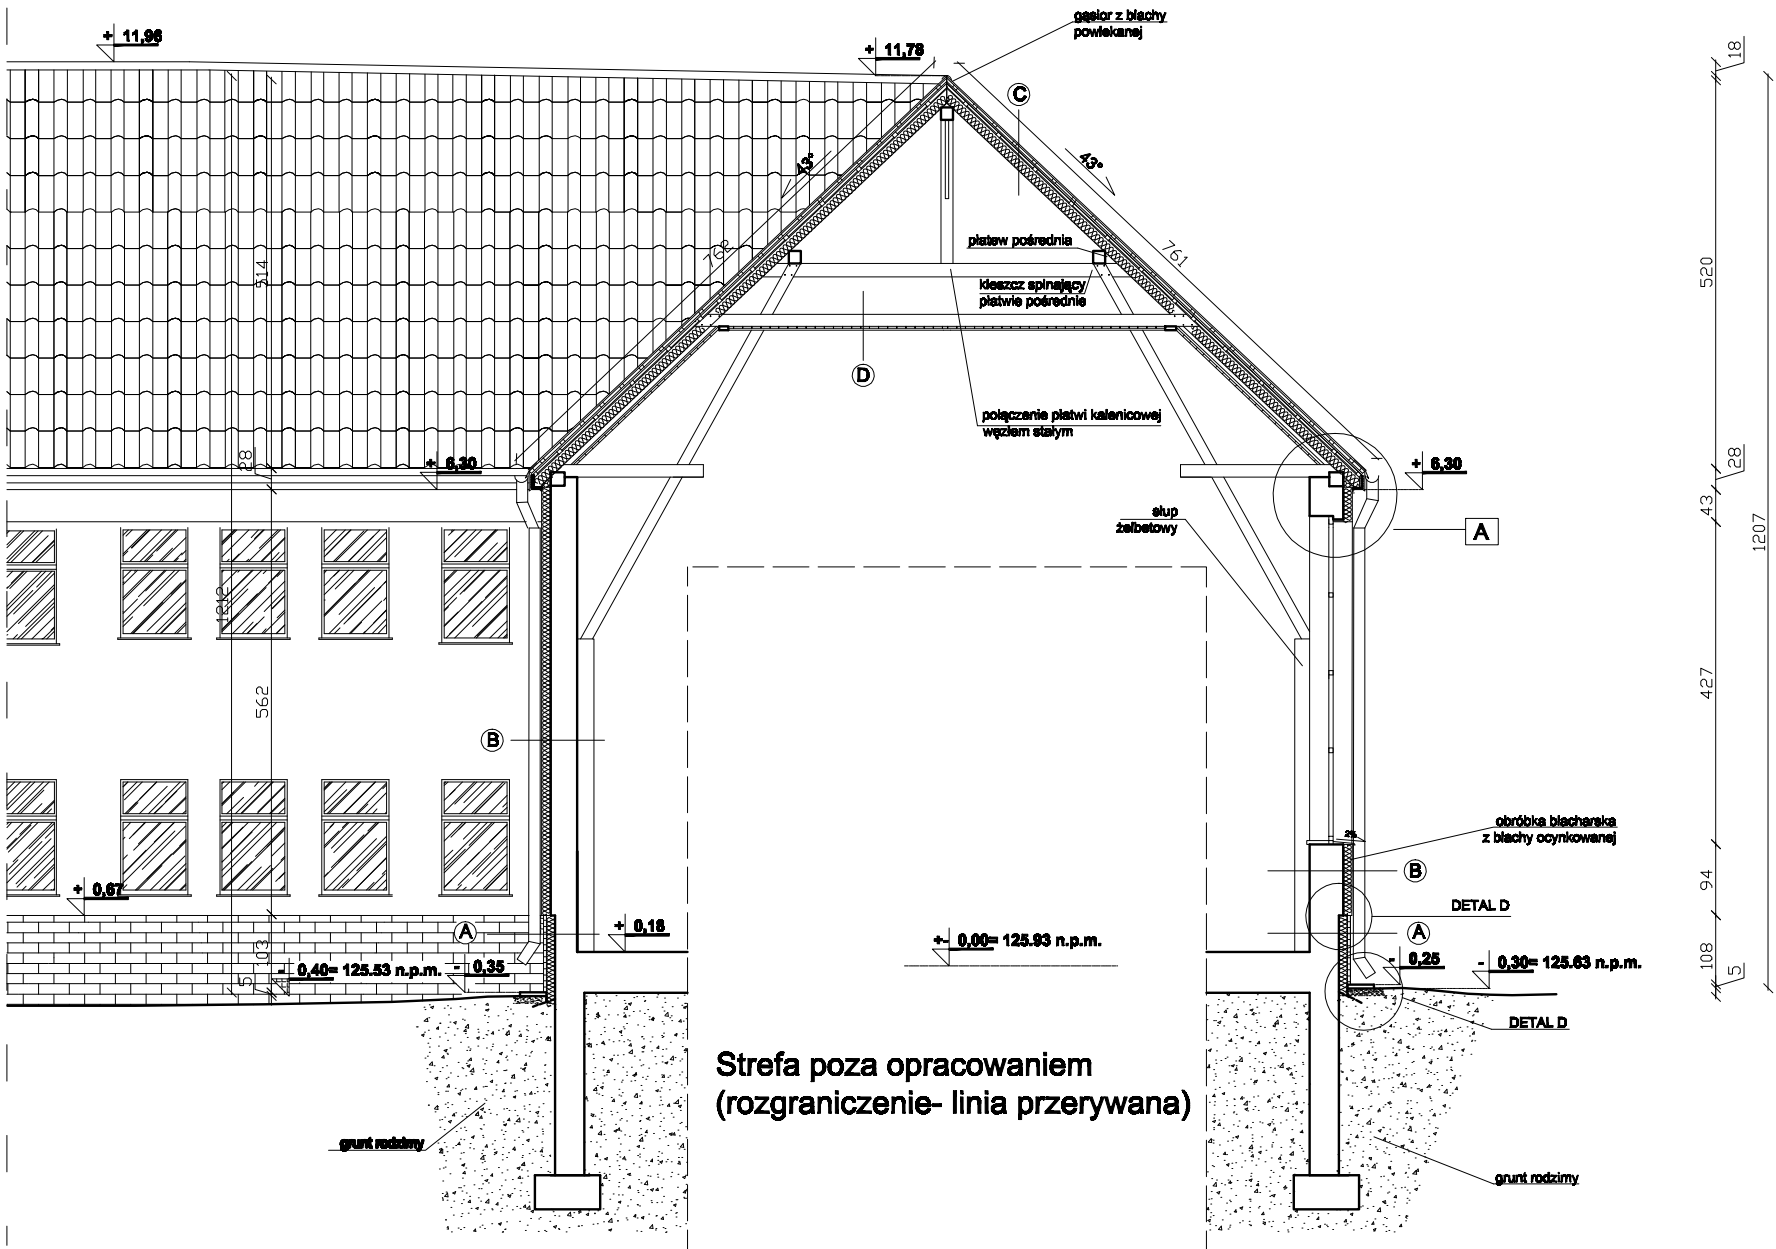 + 11,96
+ 11,78
gąsior z blachy
powlekanej
18
C
43°
43°
762
761
płatew pośrednia
kleszcz spinający
płatwie pośrednie
514
520
D
połączenie płatwi kalenicowej
węzłem stałym
28
+ 6,30
+ 6,30
28
43
słup
żelbetowy
A
1207
1212
562
427
B
obróbka blacharska
z blachy ocynkowanej
2%
B
94
+ 0,67
DETAL D
A
+ 0,18
+- 0,00= 125.93 n.p.m.
A
103
- 0,40= 125.53 n.p.m.
- 0,35
- 0,25
- 0,30= 125.63 n.p.m.
108
5
5
DETAL D
Strefa poza opracowaniem
(rozgraniczenie- linia przerywana)
grunt rodzimy
grunt rodzimy